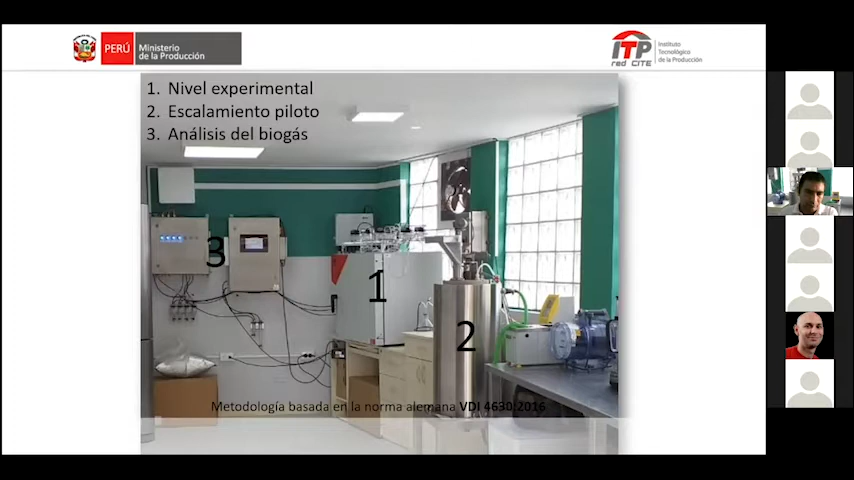 PERÚ
Ministerio
de la Producción
ITP
red CITE
Instituto
Tecnológico
de la Producción
1. Nivel experimental
2. Escalamiento piloto
3. Análisis del biogás
3
1
2
Metodología basada en la norma alemana VDI 4630:2016